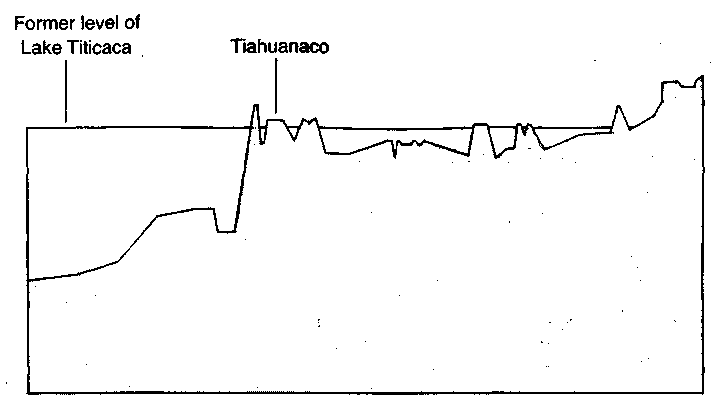 Former level of
Lake Titicaca
Tiahuanaco